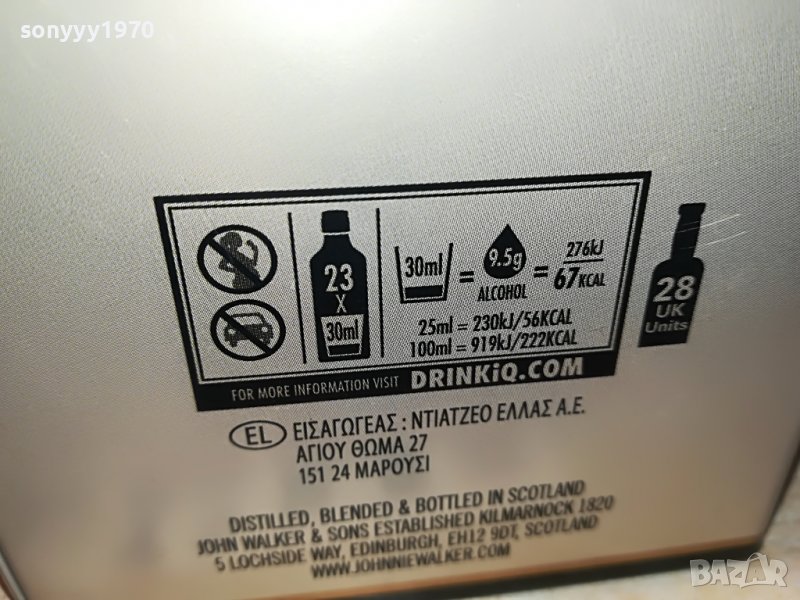 sonyyy1970
23
X
30ml
30ml = 9.5g ALCOHOL = 276kJ/67KCAL
25ml = 230kJ/56KCAL
100ml = 919kJ/222KCAL
FOR MORE INFORMATION VISIT DRINKiQ.COM
28
UK
Units
EL ΕΙΣΑΓΩΓΕΑΣ : ΝΤΙΑΤΖΕΟ ΕΛΛΑΣ Α.Ε.
ΑΓΙΟΥ ΘΩΜΑ 27
151 24 ΜΑΡΟΥΣΙ
DISTILLED, BLENDED & BOTTLED IN SCOTLAND
JOHN WALKER & SONS ESTABLISHED KILMARNOCK 1820
5 LOCHSIDE WAY, EDINBURGH, EH12 9DT, SCOTLAND
WWW.JOHNNIEWALKER.COM
BAZAR